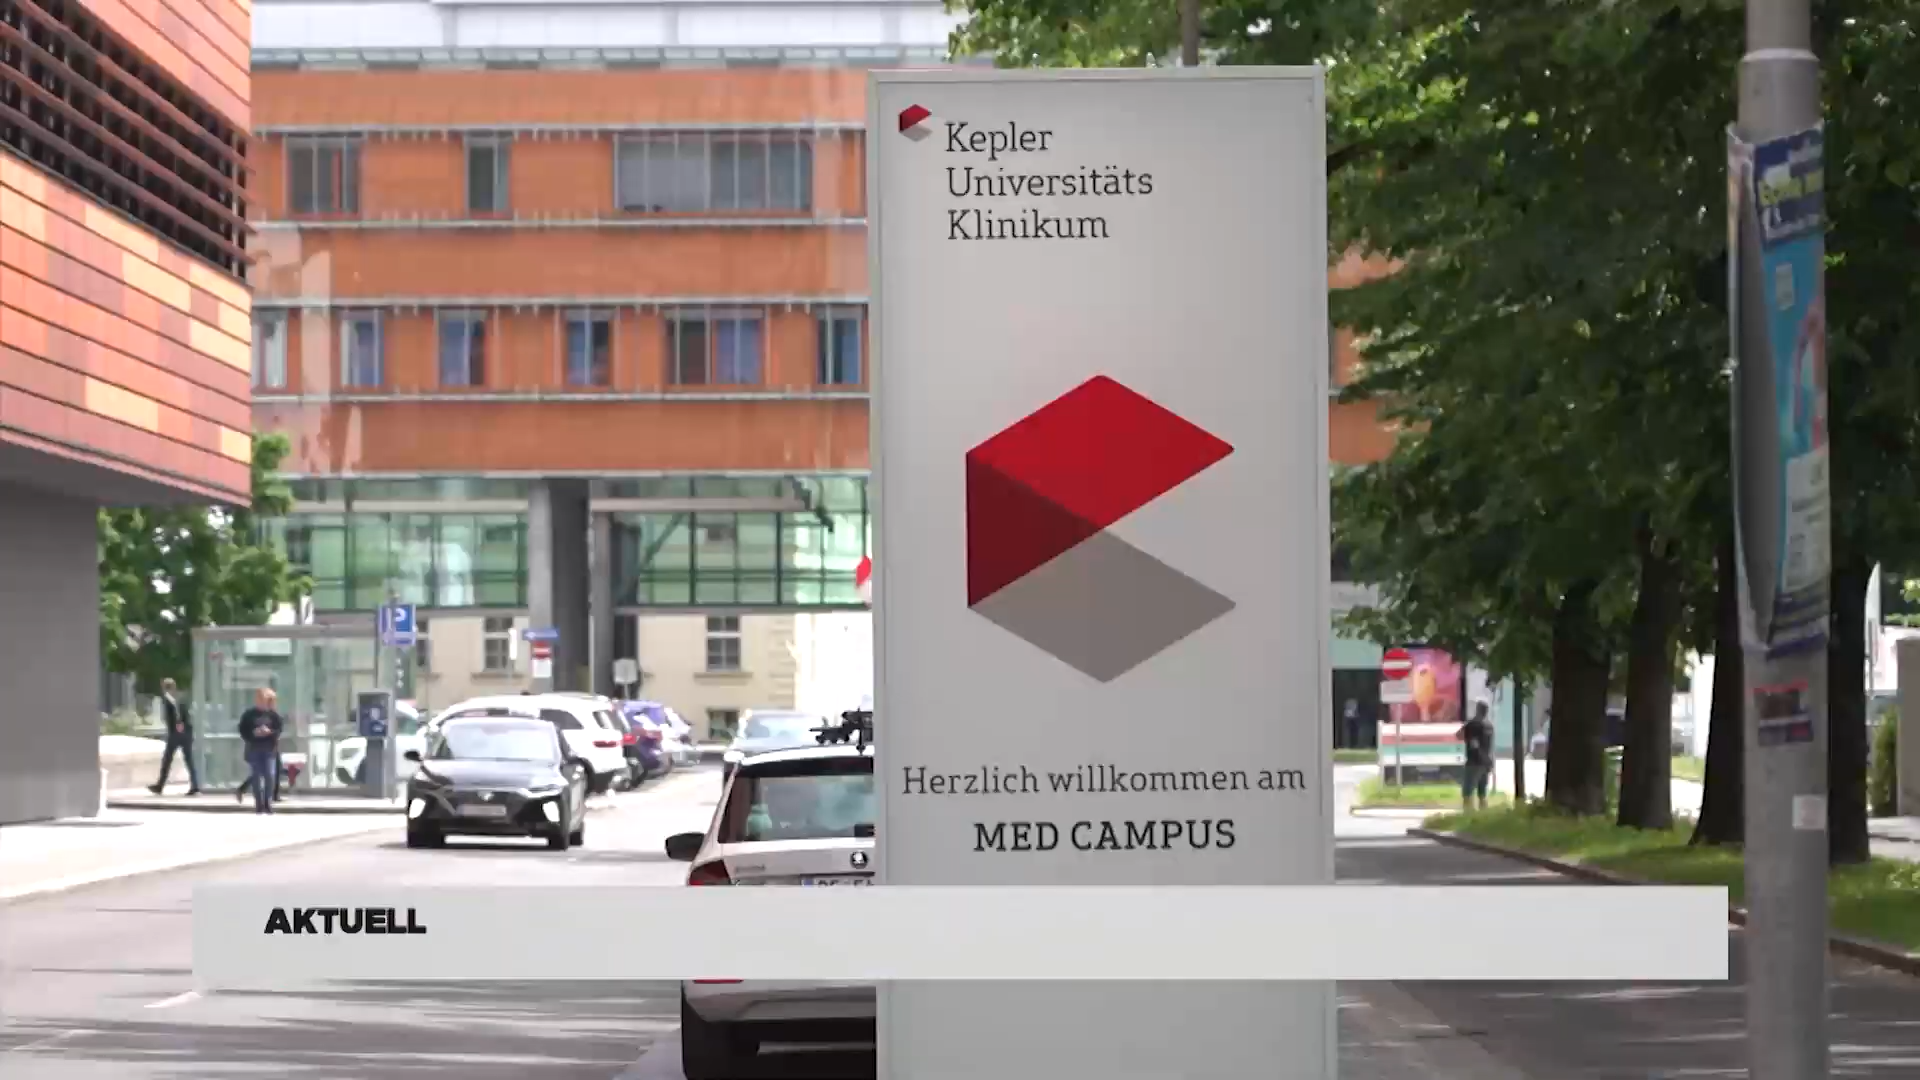 Kepler
Universitäts
Klinikum
Herzlich willkommen am
MED CAMPUS
P
AKTUELL